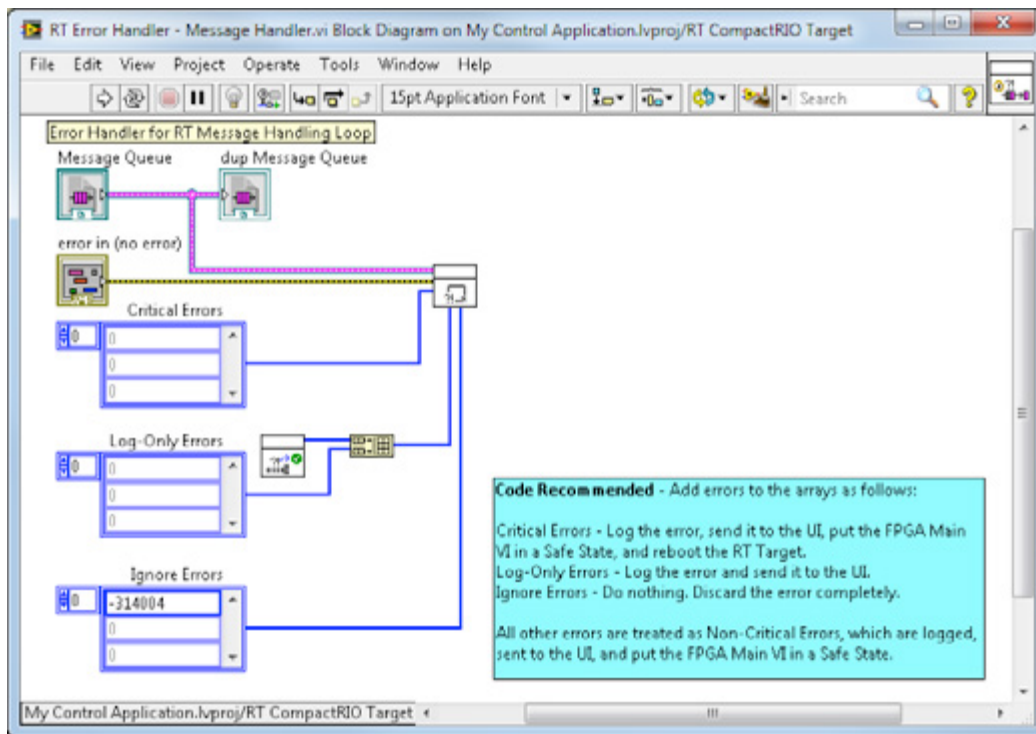 RT Error Handler - Message Handler.vi Block Diagram on My Control Application.lvproj/RT CompactRIO Target
File Edit View Project Operate Tools Window Help
15pt Application Font Search
Error Handler for RT Message Handling Loop
Message Queue dup Message Queue
error in (no error)
Critical Errors
0 0
0
0
Log-Only Errors
0 0
0
0
Ignore Errors
0 -314004
0
0
Code Recommended - Add errors to the arrays as follows:
Critical Errors - Log the error, send it to the UI, put the FPGA Main
VI in a Safe State, and reboot the RT Target.
Log-Only Errors - Log the error and send it to the UI.
Ignore Errors - Do nothing. Discard the error completely.
All other errors are treated as Non-Critical Errors, which are logged,
sent to the UI, and put the FPGA Main VI in a Safe State.
My Control Application.lvproj/RT CompactRIO Target